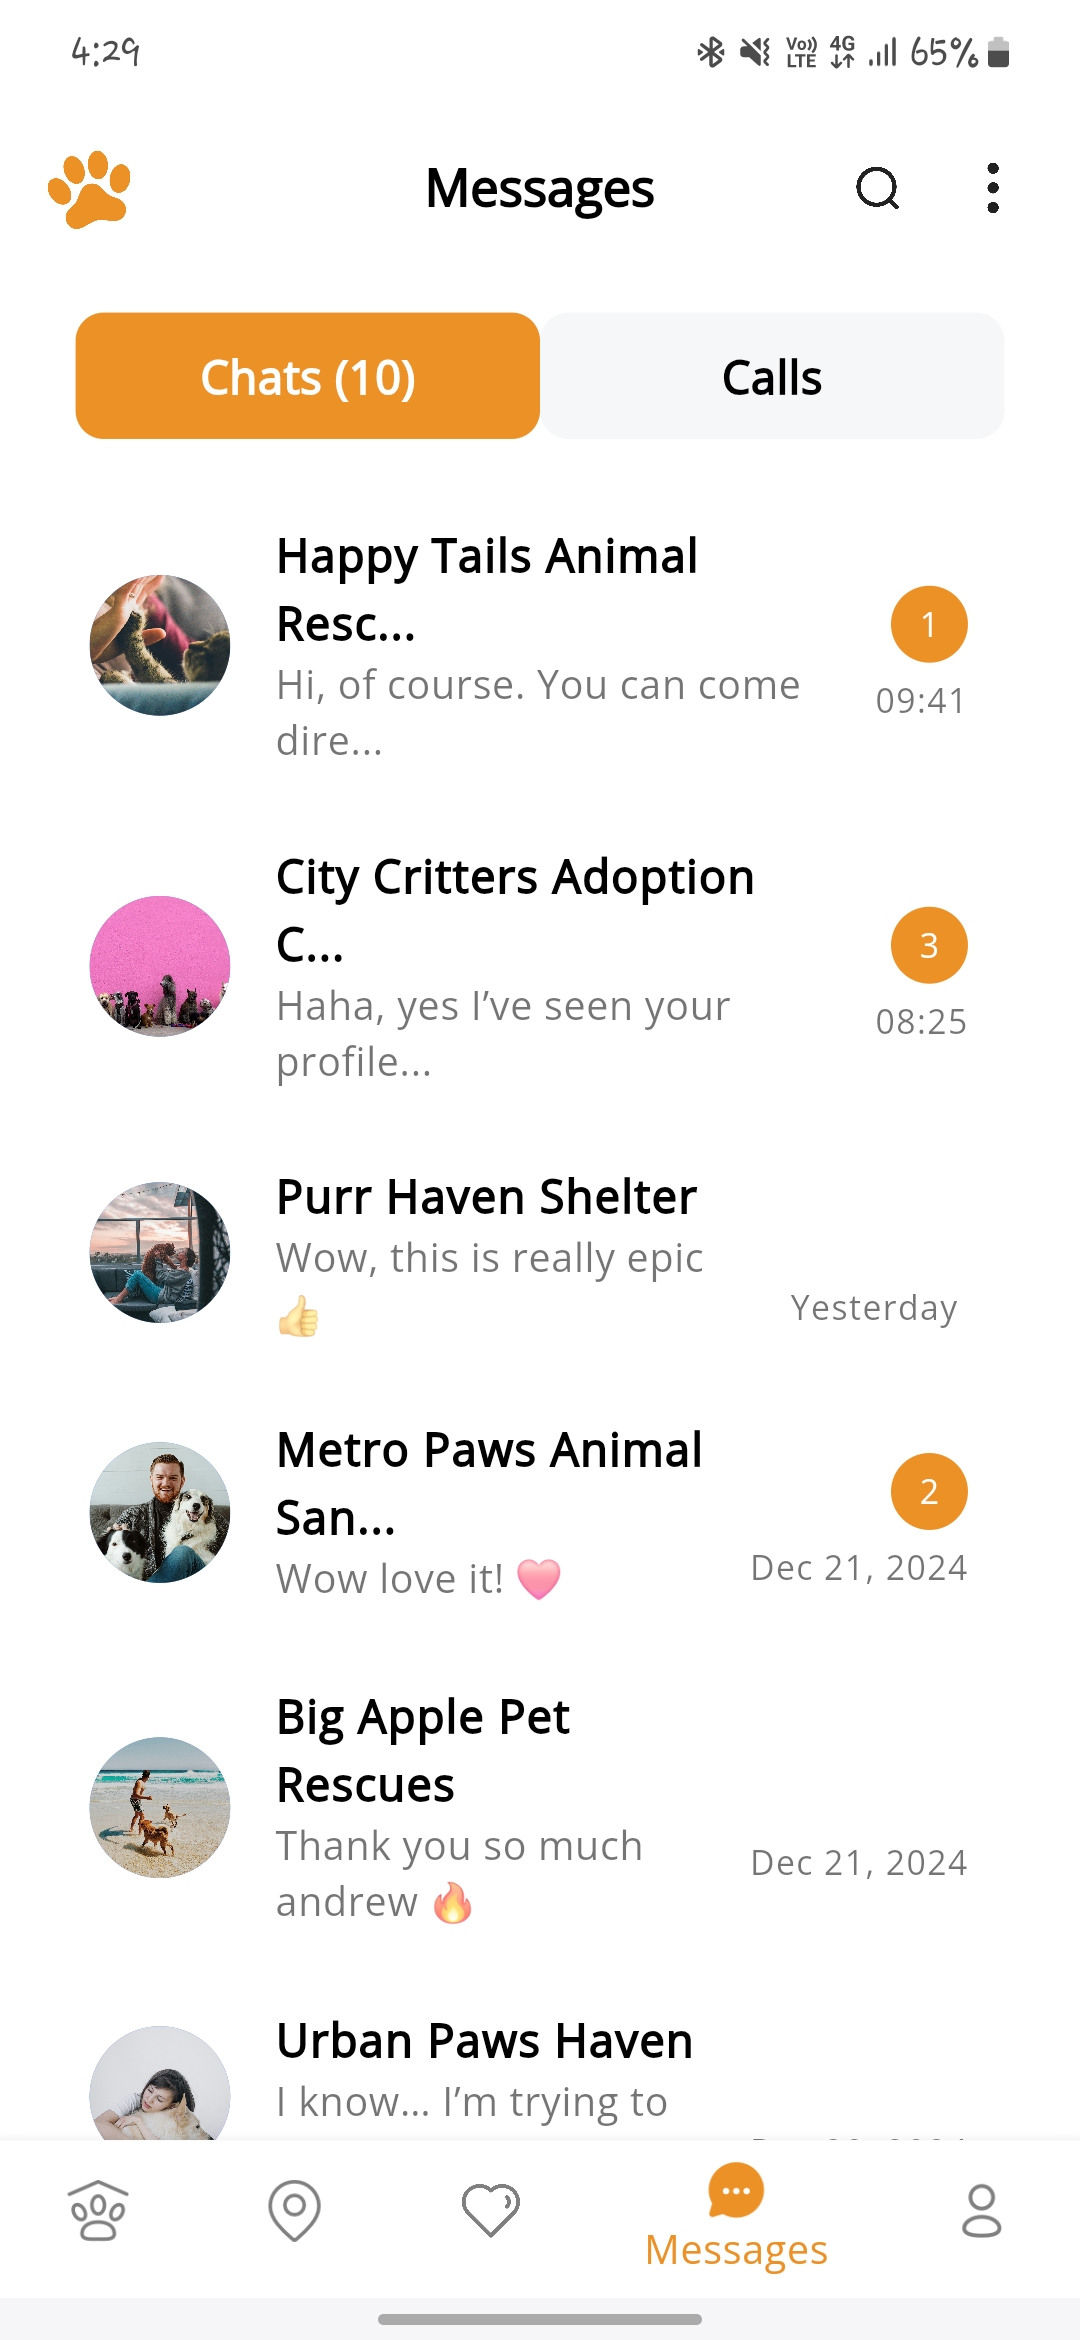 4:29
Vo)) LTE 4G 65%
Messages
Chats (10)
Calls
Happy Tails Animal
Resc...
Hi, of course. You can come
dire...
1
09:41
City Critters Adoption
C...
Haha, yes I’ve seen your
profile...
3
08:25
Purr Haven Shelter
Wow, this is really epic
👍
Yesterday
Metro Paws Animal
San...
Wow love it! 💗
2
Dec 21, 2024
Big Apple Pet
Rescues
Thank you so much
andrew 🔥
Dec 21, 2024
Urban Paws Haven
I know... I’m trying to
Messages